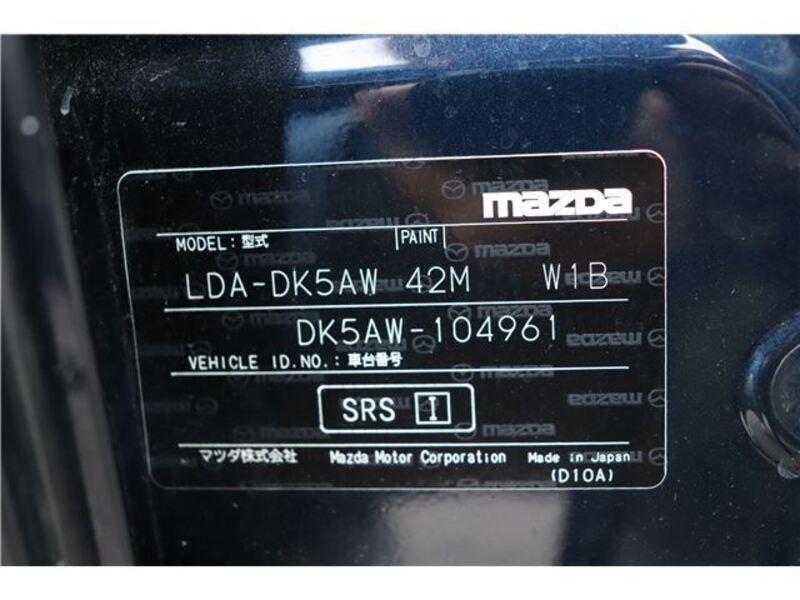 mazda
MODEL: 型式 PAINT
LDA-DK5AW 42M W1B
DK5AW-104961
VEHICLE ID.NO.: 車台番号
SRS I
マツダ株式会社 Mazda Motor Corporation Made in Japan
(D10A)